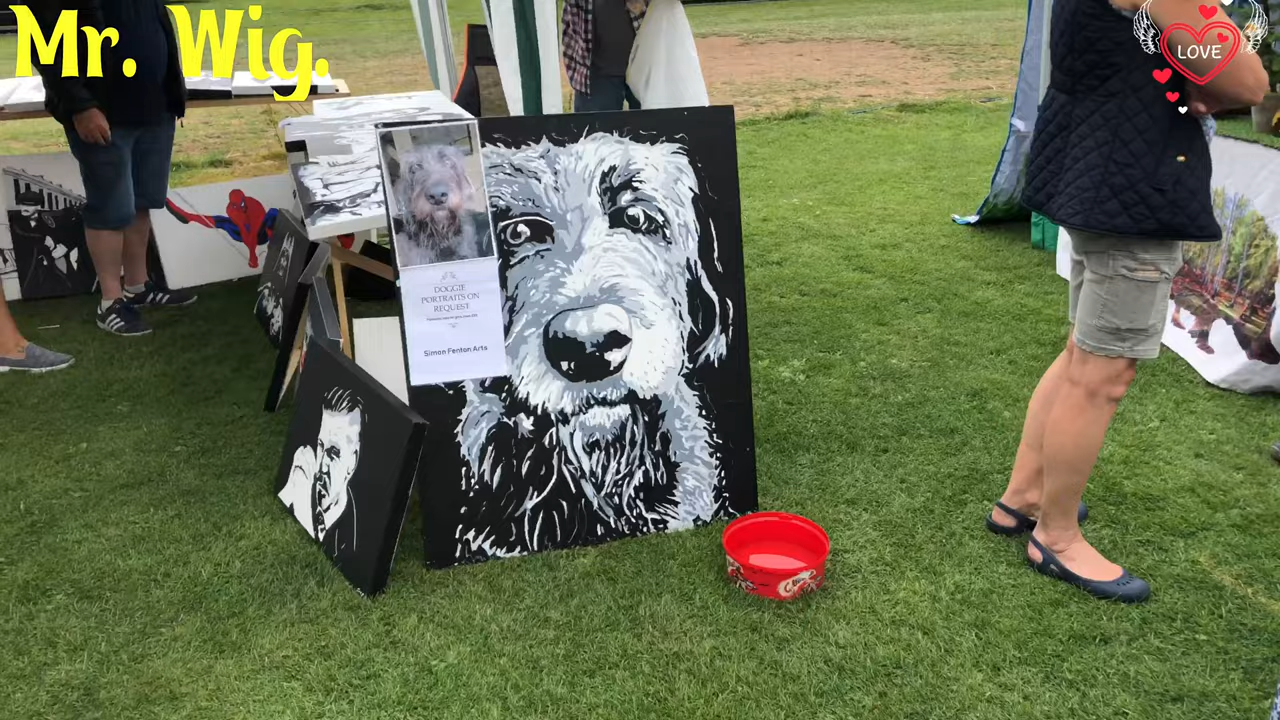 Mr. Wig.
LOVE
DOGGIE
PORTRAITS ON
REQUEST
Simon Fenton Arts